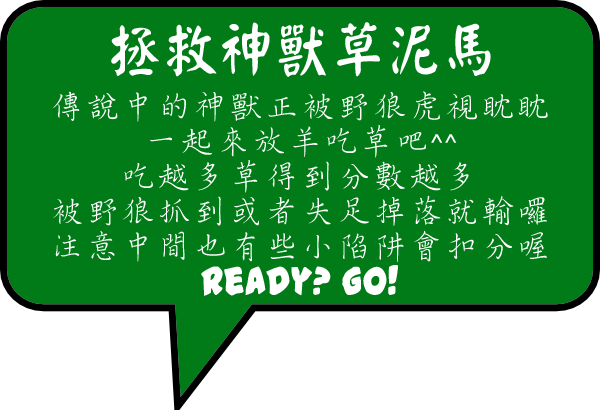 拯救神獸草泥馬
傳說中的神獸正被野狼虎視眈眈
一起來放羊吃草吧^^
吃越多草得到分數越多
被野狼抓到或者失足掉落就輸囉
注意中間也有些小陷阱會扣分喔
READY? GO!